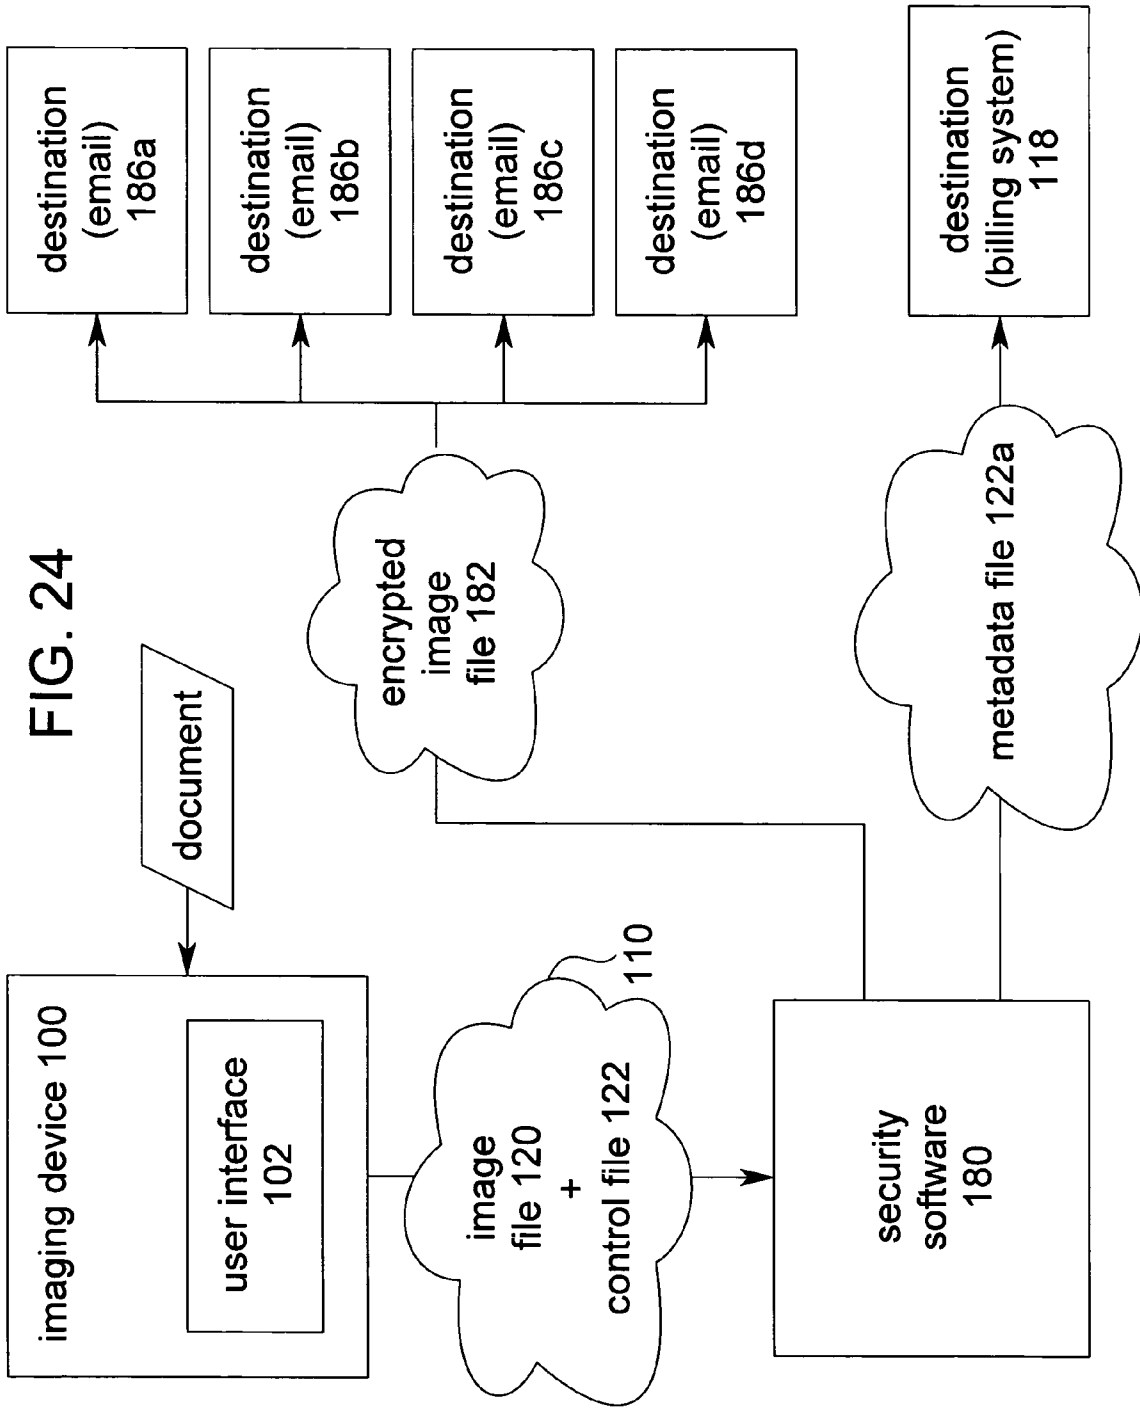 FIG. 24
imaging device 100
user interface
102
document
image
file 120
+
control file 122
110
security
software
180
encrypted
image
file 182
metadata file 122a
destination
(email)
186a
destination
(email)
186b
destination
(email)
186c
destination
(email)
186d
destination
(billing system)
118